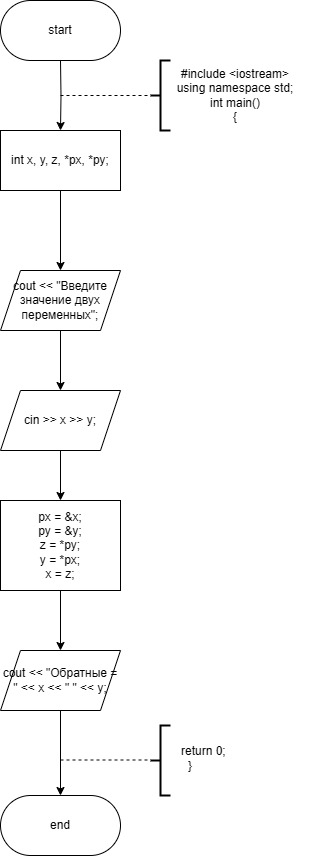 start
#include <iostream>
using namespace std;
int main()
{
int x, y, z, *px, *py;
cout << "Введите
значение двух
переменных";
cin >> x >> y;
px = &x;
py = &y;
z = *py;
y = *px;
x = z;
cout << "Обратные =
" << x << " " << y;
return 0;
}
end